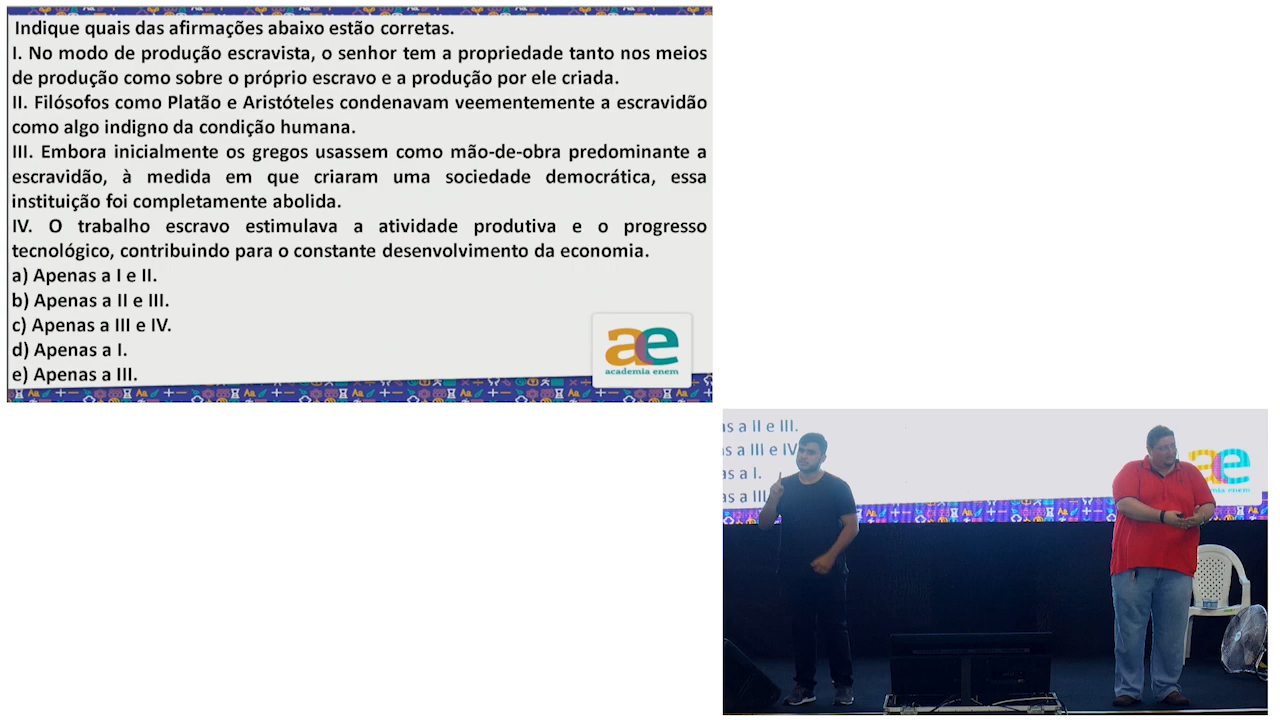 Indique quais das afirmações abaixo estão corretas.
I. No modo de produção escravista, o senhor tem a propriedade tanto nos meios
de produção como sobre o próprio escravo e a produção por ele criada.
II. Filósofos como Platão e Aristóteles condenavam veementemente a escravidão
como algo indigno da condição humana.
III. Embora inicialmente os gregos usassem como mão-de-obra predominante a
escravidão, à medida em que criaram uma sociedade democrática, essa
instituição foi completamente abolida.
IV. O trabalho escravo estimulava a atividade produtiva e o progresso
tecnológico, contribuindo para o constante desenvolvimento da economia.
a) Apenas a I e II.
b) Apenas a II e III.
c) Apenas a III e IV.
d) Apenas a I.
e) Apenas a III.
ae
academia enem
as a II e III.
as a III e IV
as a I.
as a III
ae